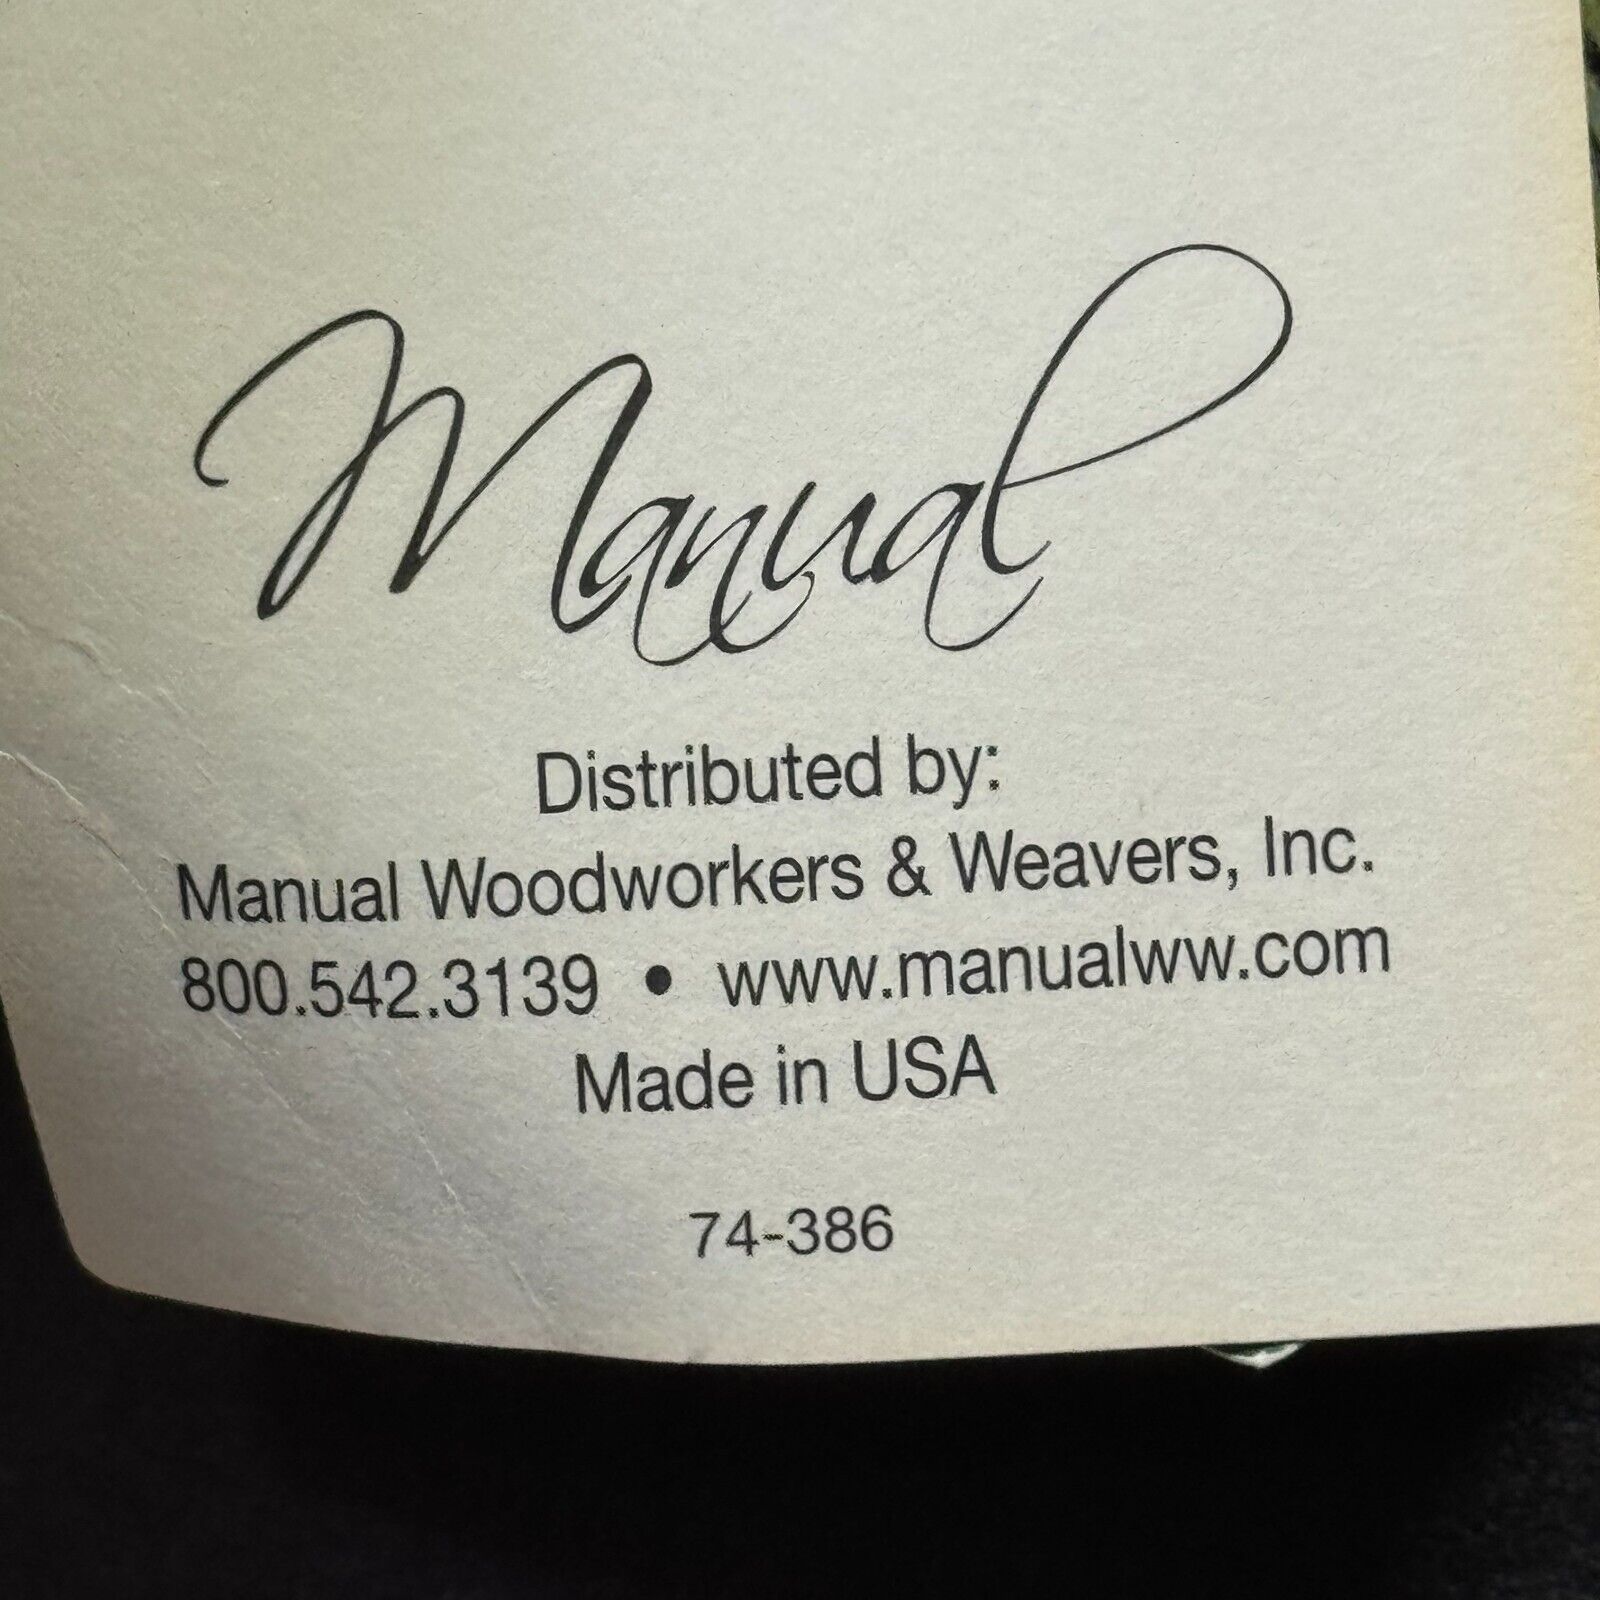 Manual
Distributed by:
Manual Woodworkers & Weavers, Inc.
800.542.3139 • www.manualww.com
Made in USA
74-386